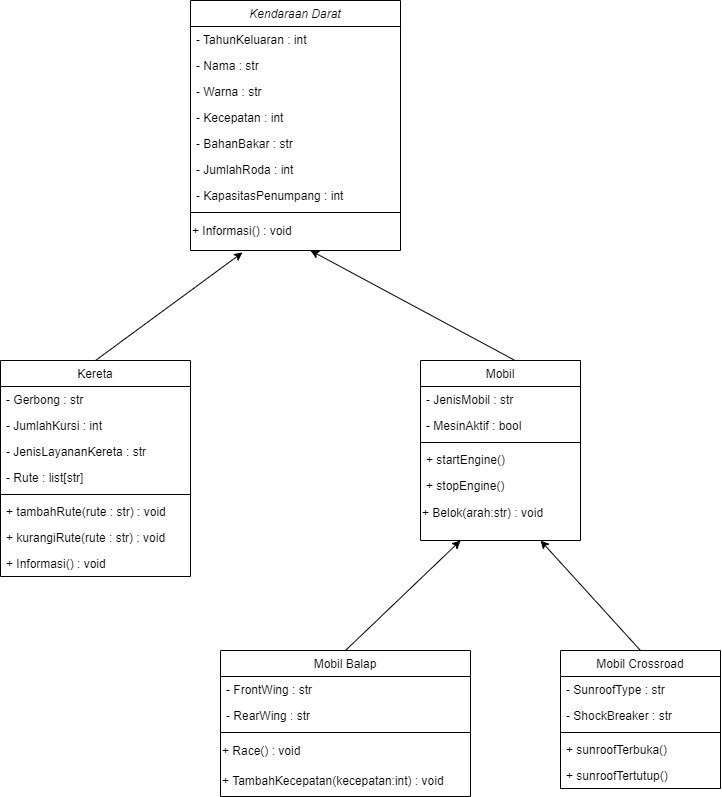 Kendaraan Darat
- TahunKeluaran : int
- Nama : str
- Warna : str
- Kecepatan : int
- BahanBakar : str
- JumlahRoda : int
- KapasitasPenumpang : int
+ Informasi() : void
Kereta
- Gerbong : str
- JumlahKursi : int
- JenisLayananKereta : str
- Rute : list[str]
+ tambahRute(rute : str) : void
+ kurangiRute(rute : str) : void
+ Informasi() : void
Mobil
- JenisMobil : str
- MesinAktif : bool
+ startEngine()
+ stopEngine()
+ Belok(arah:str) : void
Mobil Balap
- FrontWing : str
- RearWing : str
+ Race() : void
+ TambahKecepatan(kecepatan:int) : void
Mobil Crossroad
- SunroofType : str
- ShockBreaker : str
+ sunroofTerbuka()
+ sunroofTertutup()